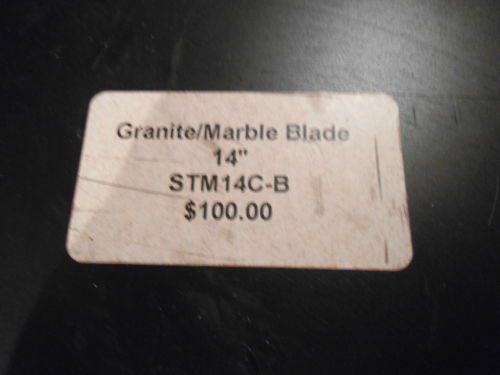 Granite/Marble Blade
14"
STM14C-B
$100.00